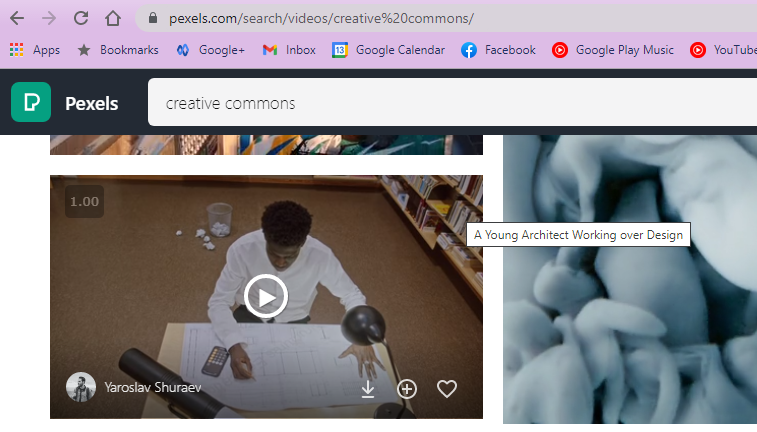 pexels.com/search/videos/creative%20commons/
Apps Bookmarks Google+ Inbox 13 Google Calendar Facebook Google Play Music YouTube
Pexels creative commons
1.00
A Young Architect Working over Design
Yaroslav Shuraev